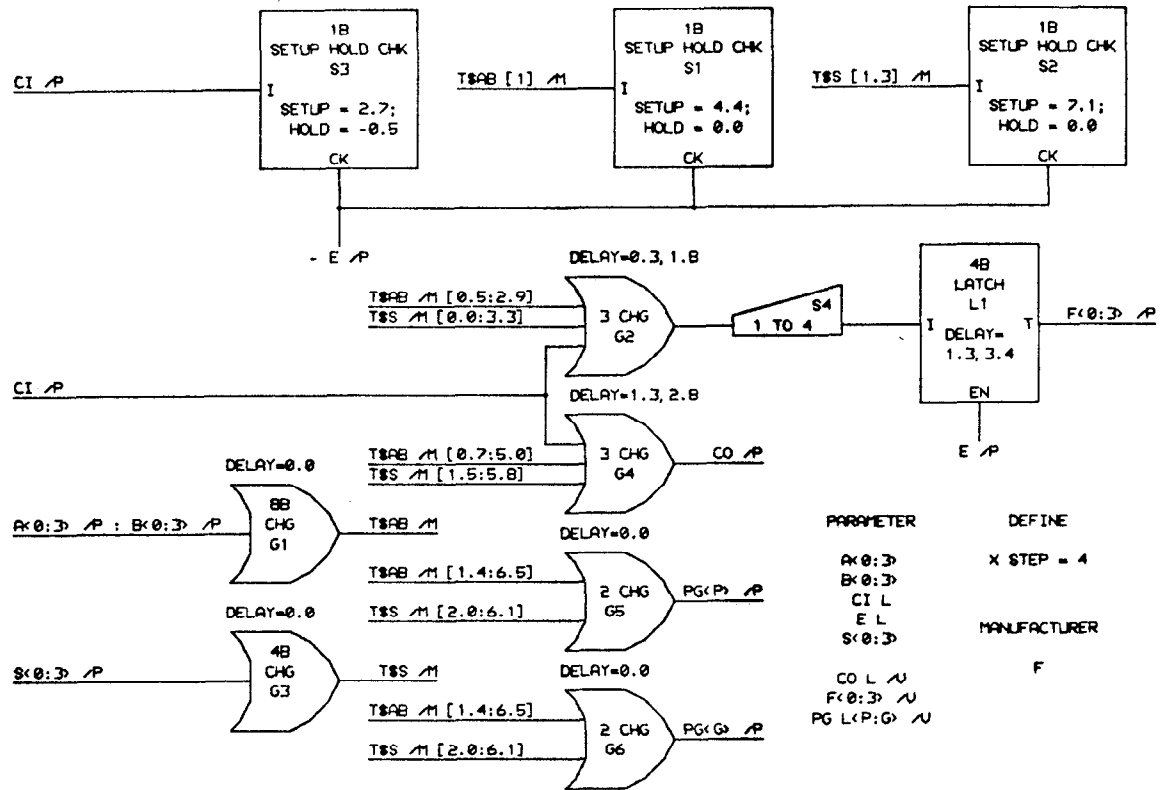 1B
SETUP HOLD CHK
S3
I
SETUP = 2.7;
HOLD = -0.5
CK
CI /P
1B
SETUP HOLD CHK
S1
I
SETUP = 4.4;
HOLD = 0.0
CK
T$AB [1] /M
1B
SETUP HOLD CHK
S2
I
SETUP = 7.1;
HOLD = 0.0
CK
T$S [1.3] /M
- E /P
DELAY=0.3, 1.8
T$AB /M [0.5:2.9]
T$S /M [0.0:3.3]
3 CHG
G2
S4
1 TO 4
4B
LATCH
L1
I
T
DELAY=
1.3, 3.4
EN
F<0:3> /P
E /P
CI /P
DELAY=1.3, 2.8
T$AB /M [0.7:5.0]
T$S /M [1.5:5.8]
3 CHG
G4
CO /P
DELAY=0.0
A<0:3> /P : B<0:3> /P
8B
CHG
G1
T$AB /M
DELAY=0.0
T$AB /M [1.4:6.5]
T$S /M [2.0:6.1]
2 CHG
G5
PG<P> /P
DELAY=0.0
S<0:3> /P
4B
CHG
G3
T$S /M
DELAY=0.0
T$AB /M [1.4:6.5]
T$S /M [2.0:6.1]
2 CHG
G6
PG<G> /P
PARAMETER
A<0:3>
B<0:3>
CI L
E L
S<0:3>
CO L /U
F<0:3> /U
PG L<P:G> /U
DEFINE
X STEP = 4
MANUFACTURER
F